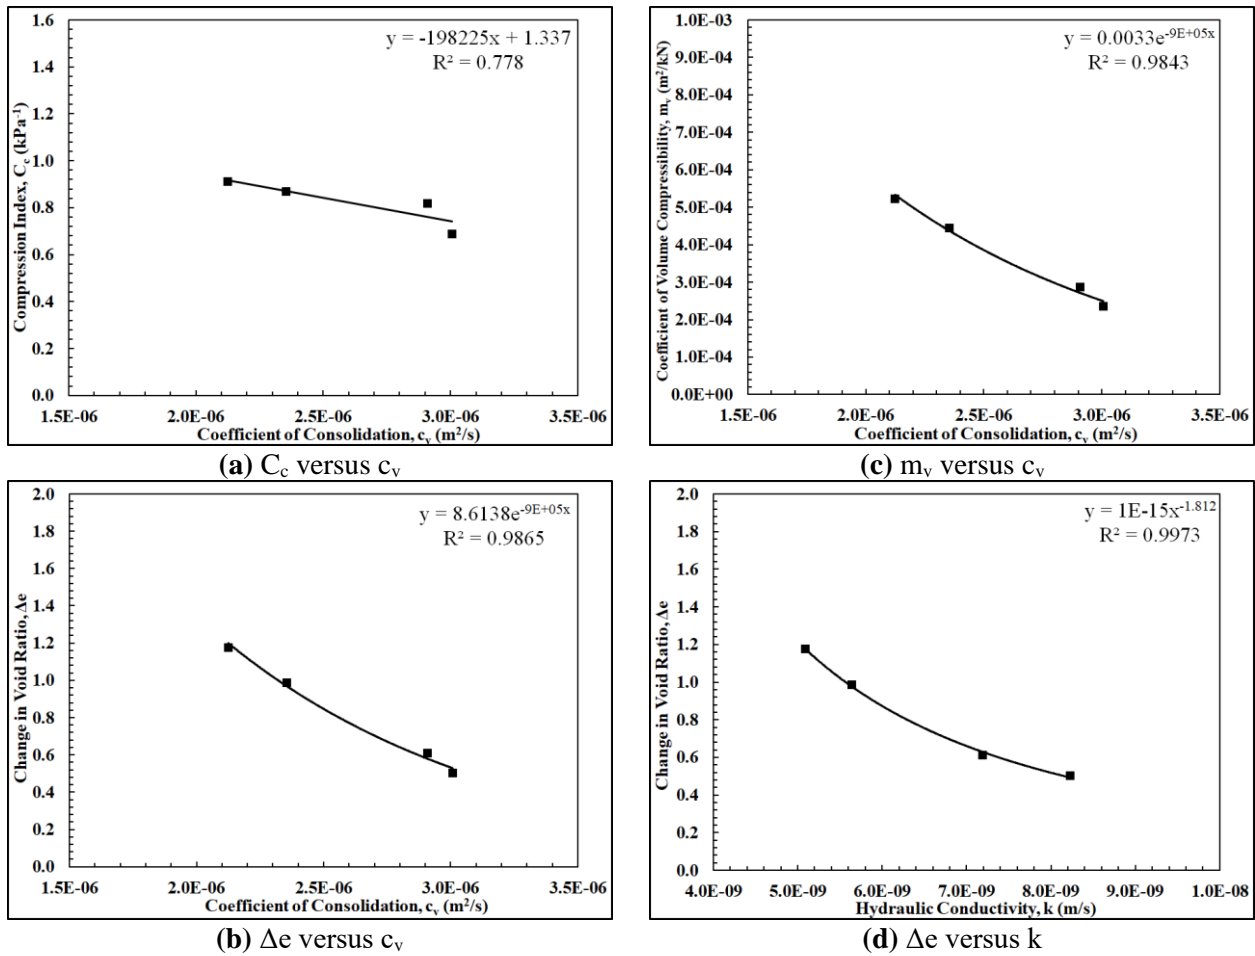 y = -198225x + 1.337
R² = 0.778
Compression Index, C_c (kPa⁻¹)
1.6
1.4
1.2
1.0
0.8
0.6
0.4
0.2
0.0
1.5E-06 2.0E-06 2.5E-06 3.0E-06 3.5E-06
Coefficient of Consolidation, c_v (m²/s)
(a) C_c versus c_v
y = 0.0033e^-9E+05x
R² = 0.9843
Coefficient of Volume Compressibility, m_v (m²/kN)
1.0E-03
9.0E-04
8.0E-04
7.0E-04
6.0E-04
5.0E-04
4.0E-04
3.0E-04
2.0E-04
1.0E-04
0.0E+00
1.5E-06 2.0E-06 2.5E-06 3.0E-06 3.5E-06
Coefficient of Consolidation, c_v (m²/s)
(c) m_v versus c_v
y = 8.6138e^-9E+05x
R² = 0.9865
Change in Void Ratio, Δe
2.0
1.8
1.6
1.4
1.2
1.0
0.8
0.6
0.4
0.2
0.0
1.5E-06 2.0E-06 2.5E-06 3.0E-06 3.5E-06
Coefficient of Consolidation, c_v (m²/s)
(b) Δe versus c_v
y = 1E-15x^-1.812
R² = 0.9973
Change in Void Ratio, Δe
2.0
1.8
1.6
1.4
1.2
1.0
0.8
0.6
0.4
0.2
0.0
4.0E-09 5.0E-09 6.0E-09 7.0E-09 8.0E-09 9.0E-09 1.0E-08
Hydraulic Conductivity, k (m/s)
(d) Δe versus k